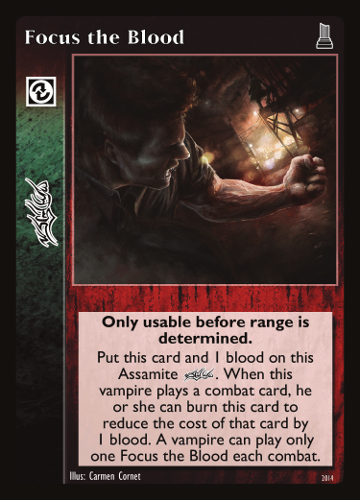 Focus the Blood
Only usable before range is
determined.
Put this card and 1 blood on this
Assamite . When this
vampire plays a combat card, he
or she can burn this card to
reduce the cost of that card by
1 blood. A vampire can play only
one Focus the Blood each combat.
Illus: Carmen Cornet
2014